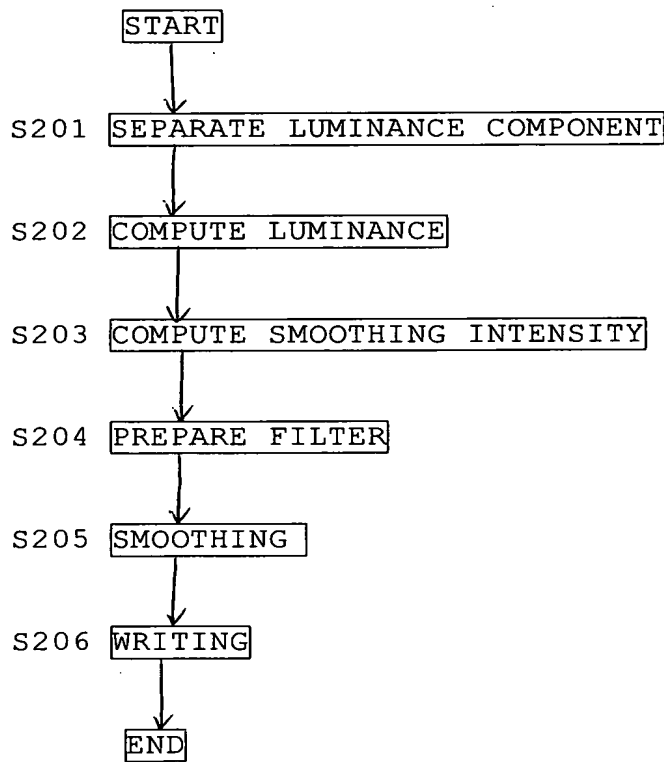 START
S201 SEPARATE LUMINANCE COMPONENT
S202 COMPUTE LUMINANCE
S203 COMPUTE SMOOTHING INTENSITY
S204 PREPARE FILTER
S205 SMOOTHING
S206 WRITING
END